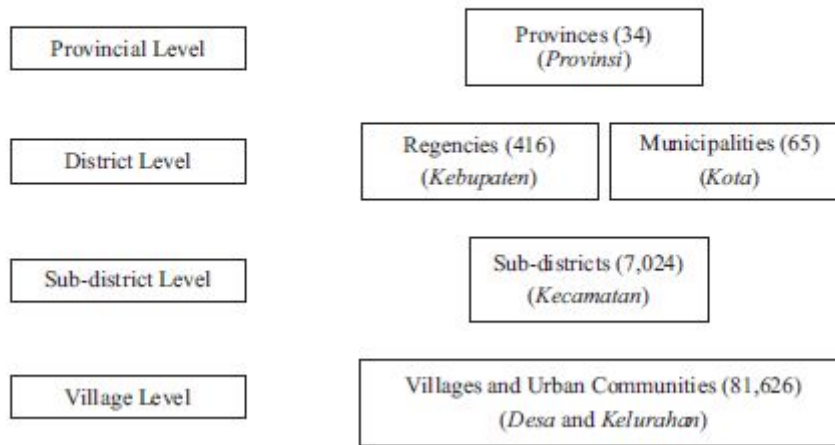 Provincial Level
Provinces (34)
(Provinsi)
District Level
Regencies (416)
(Kebupaten)
Municipalities (65)
(Kota)
Sub-district Level
Sub-districts (7,024)
(Kecamatan)
Village Level
Villages and Urban Communities (81,626)
(Desa and Kelurahan)